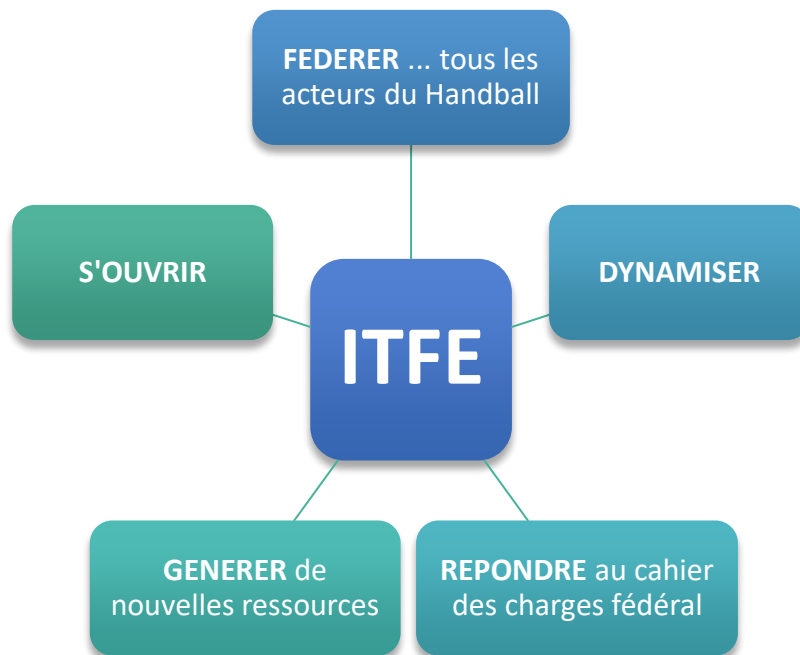 FEDERER ... tous les
acteurs du Handball
S'OUVRIR
DYNAMISER
ITFE
GENERER de
nouvelles ressources
REPONDRE au cahier
des charges fédéral